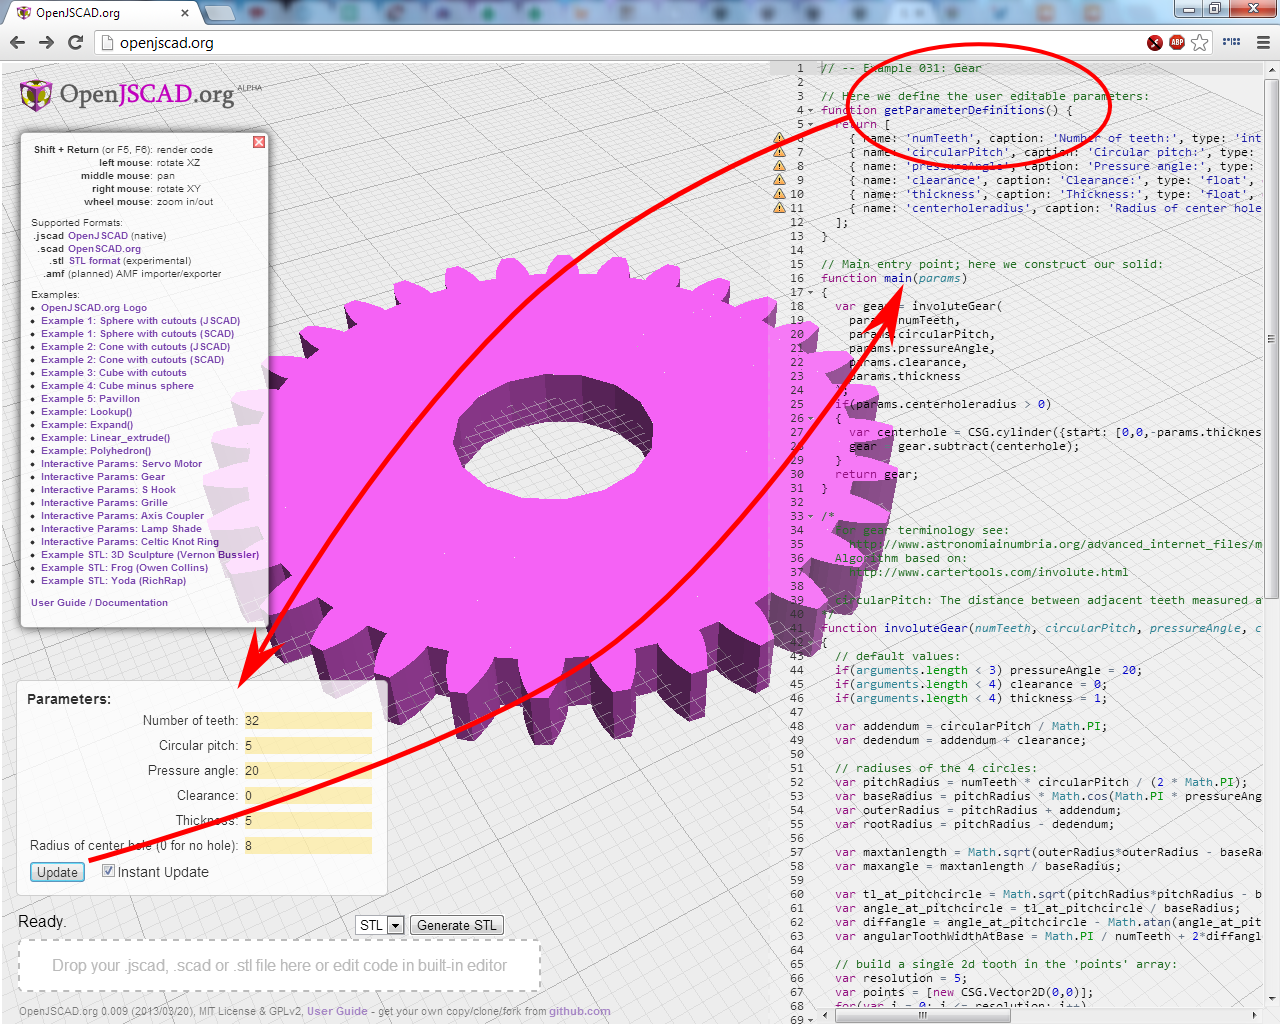 OpenJSCAD.org
openjscad.org
ABP
OpenJSCAD.org ALPHA
Shift + Return (or F5, F6): render code
left mouse: rotate XZ
middle mouse: pan
right mouse: rotate XY
wheel mouse: zoom in/out
Supported Formats:
.jscad OpenJSCAD (native)
.scad OpenSCAD.org
.stl STL format (experimental)
.amf (planned) AMF importer/exporter
Examples:
OpenJSCAD.org Logo
Example 1: Sphere with cutouts (JSCAD)
Example 1: Sphere with cutouts (SCAD)
Example 2: Cone with cutouts (JSCAD)
Example 2: Cone with cutouts (SCAD)
Example 3: Cube with cutouts
Example 4: Cube minus sphere
Example 5: Pavillon
Example: Lookup()
Example: Expand()
Example: Linear_extrude()
Example: Polyhedron()
Interactive Params: Servo Motor
Interactive Params: Gear
Interactive Params: S Hook
Interactive Params: Grille
Interactive Params: Axis Coupler
Interactive Params: Lamp Shade
Interactive Params: Celtic Knot Ring
Example STL: 3D Sculpture (Vernon Bussler)
Example STL: Frog (Owen Collins)
Example STL: Yoda (RichRap)
User Guide / Documentation
Parameters:
Number of teeth: 32
Circular pitch: 5
Pressure angle: 20
Clearance: 0
Thickness: 5
Radius of center hole (0 for no hole): 8
Update Instant Update
Ready.
STL Generate STL
Drop your .jscad, .scad or .stl file here or edit code in built-in editor
OpenJSCAD.org 0.009 (2013/03/20), MIT License & GPLv2, User Guide - get your own copy/clone/fork from github.com
1 // -- Example 031: Gear
2
3 // Here we define the user editable parameters:
4 function getParameterDefinitions() {
5 return [
6 { name: 'numTeeth', caption: 'Number of teeth:', type: 'int
7 { name: 'circularPitch', caption: 'Circular pitch:', type:
8 { name: 'pressureAngle', caption: 'Pressure angle:', type:
9 { name: 'clearance', caption: 'Clearance:', type: 'float',
10 { name: 'thickness', caption: 'Thickness:', type: 'float',
11 { name: 'centerholeradius', caption: 'Radius of center hole
12 ];
13 }
14
15 // Main entry point; here we construct our solid:
16 function main(params)
17 {
18 var gear = involuteGear(
19 params.numTeeth,
20 params.circularPitch,
21 params.pressureAngle,
22 params.clearance,
23 params.thickness
24 );
25 if(params.centerholeradius > 0)
26 {
27 var centerhole = CSG.cylinder({start: [0,0,-params.thicknes
28 gear = gear.subtract(centerhole);
29 }
30 return gear;
31 }
32
33 /*
34 For gear terminology see:
35 http://www.astronomiainumbria.org/advanced_internet_files/m
36 Algorithm based on:
37 http://www.cartertools.com/involute.html
38
39 circularPitch: The distance between adjacent teeth measured a
40 */
41 function involuteGear(numTeeth, circularPitch, pressureAngle, c
42 {
43 // default values:
44 if(arguments.length < 3) pressureAngle = 20;
45 if(arguments.length < 4) clearance = 0;
46 if(arguments.length < 4) thickness = 1;
47
48 var addendum = circularPitch / Math.PI;
49 var dedendum = addendum + clearance;
50
51 // radiuses of the 4 circles:
52 var pitchRadius = numTeeth * circularPitch / (2 * Math.PI);
53 var baseRadius = pitchRadius * Math.cos(Math.PI * pressureAng
54 var outerRadius = pitchRadius + addendum;
55 var rootRadius = pitchRadius - dedendum;
56
57 var maxtanlength = Math.sqrt(outerRadius*outerRadius - baseRa
58 var maxangle = maxtanlength / baseRadius;
59
60 var tl_at_pitchcircle = Math.sqrt(pitchRadius*pitchRadius - b
61 var angle_at_pitchcircle = tl_at_pitchcircle / baseRadius;
62 var diffangle = angle_at_pitchcircle - Math.atan(angle_at_pit
63 var angularToothWidthAtBase = Math.PI / numTeeth + 2*diffangl
64
65 // build a single 2d tooth in the 'points' array:
66 var resolution = 5;
67 var points = [new CSG.Vector2D(0,0)];
68 for(var i = 0; i <= resolution; i++)
69